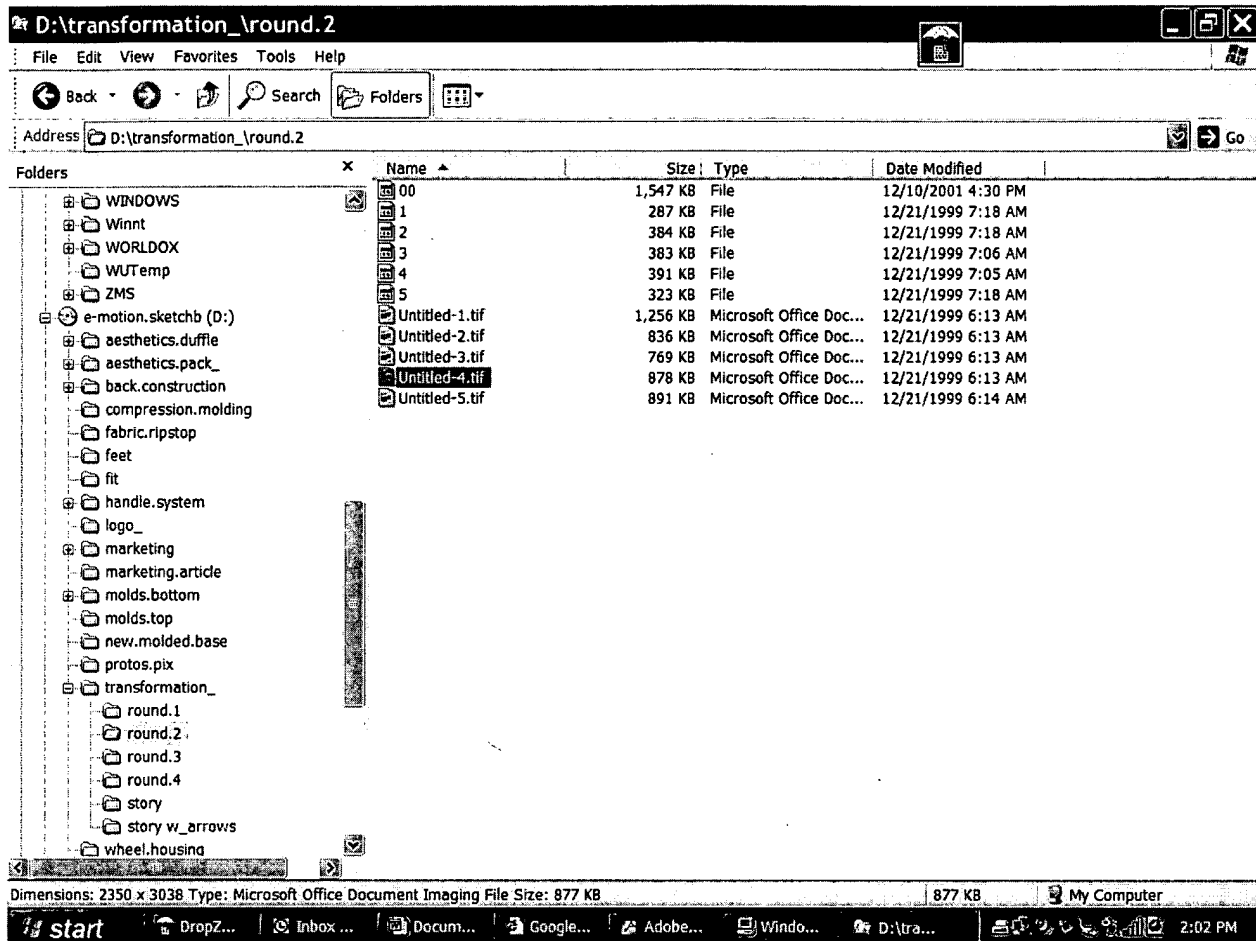 D:\transformation_\round.2
File Edit View Favorites Tools Help
Back Search Folders
Address D:\transformation_\round.2 Go
Folders x
WINDOWS
Winnt
WORLDOX
WUTemp
ZMS
e-motion.sketchb (D:)
aesthetics.duffle
aesthetics.pack_
back.construction
compression.molding
fabric.ripstop
feet
fit
handle.system
logo_
marketing
marketing.article
molds.bottom
molds.top
new.molded.base
protos.pix
transformation_
round.1
round.2
round.3
round.4
story
story w_arrows
wheel.housing
Name Size Type Date Modified
00 1,547 KB File 12/10/2001 4:30 PM
1 287 KB File 12/21/1999 7:18 AM
2 384 KB File 12/21/1999 7:18 AM
3 383 KB File 12/21/1999 7:06 AM
4 391 KB File 12/21/1999 7:05 AM
5 323 KB File 12/21/1999 7:18 AM
Untitled-1.tif 1,256 KB Microsoft Office Doc... 12/21/1999 6:13 AM
Untitled-2.tif 836 KB Microsoft Office Doc... 12/21/1999 6:13 AM
Untitled-3.tif 769 KB Microsoft Office Doc... 12/21/1999 6:13 AM
Untitled-4.tif 878 KB Microsoft Office Doc... 12/21/1999 6:13 AM
Untitled-5.tif 891 KB Microsoft Office Doc... 12/21/1999 6:14 AM
Dimensions: 2350 x 3038 Type: Microsoft Office Document Imaging File Size: 877 KB 877 KB My Computer
start DropZ... Inbox ... Docum... Google... Adobe... Windo... D:\tra... 2:02 PM